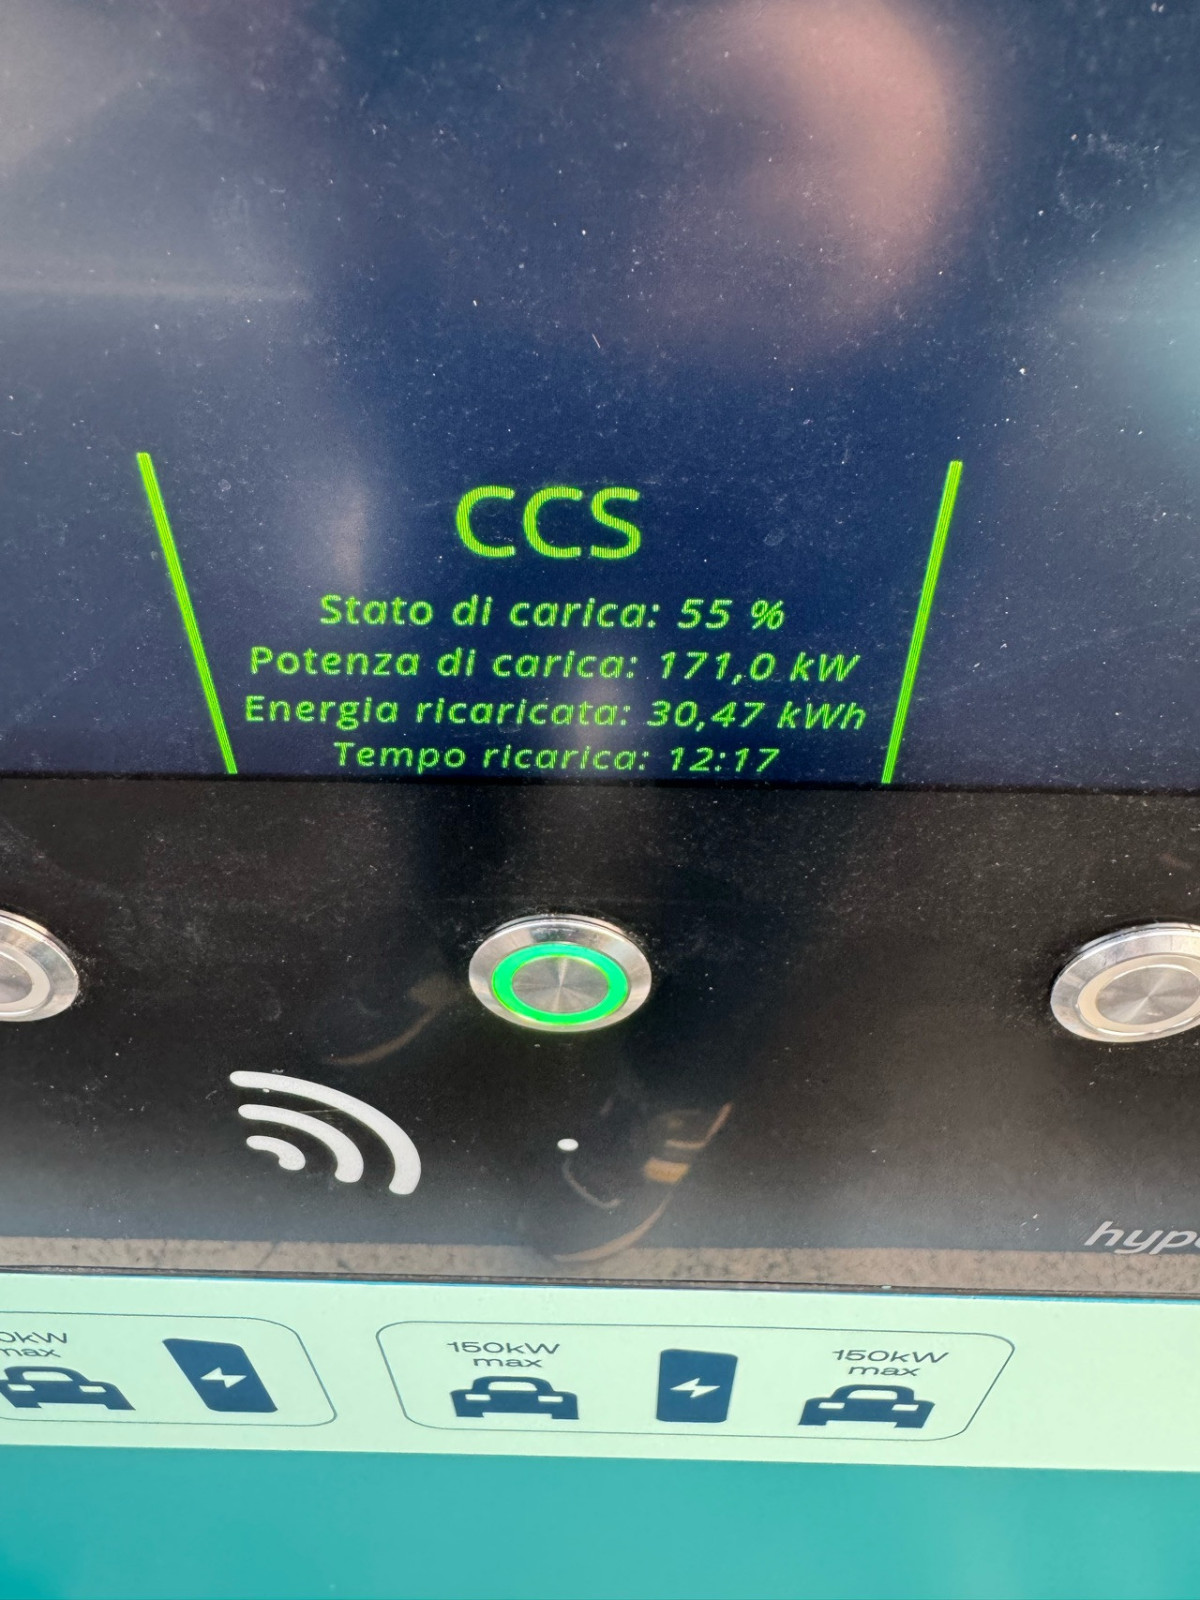 CCS
Stato di carica: 55 %
Potenza di carica: 171,0 kW
Energia ricaricata: 30,47 kWh
Tempo ricarica: 12:17
150kW
max
150kW
max